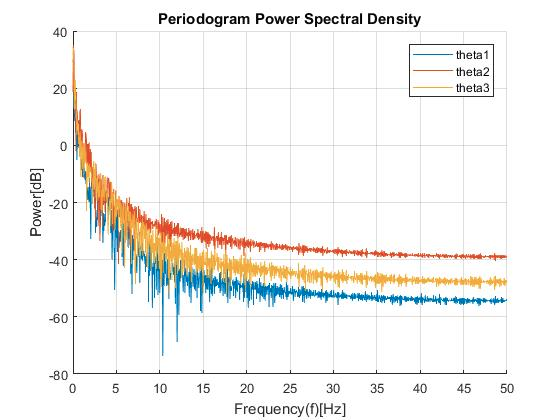 Periodogram Power Spectral Density
theta1
theta2
theta3
Power[dB]
40
20
0
-20
-40
-60
-80
0 5 10 15 20 25 30 35 40 45 50
Frequency(f)[Hz]